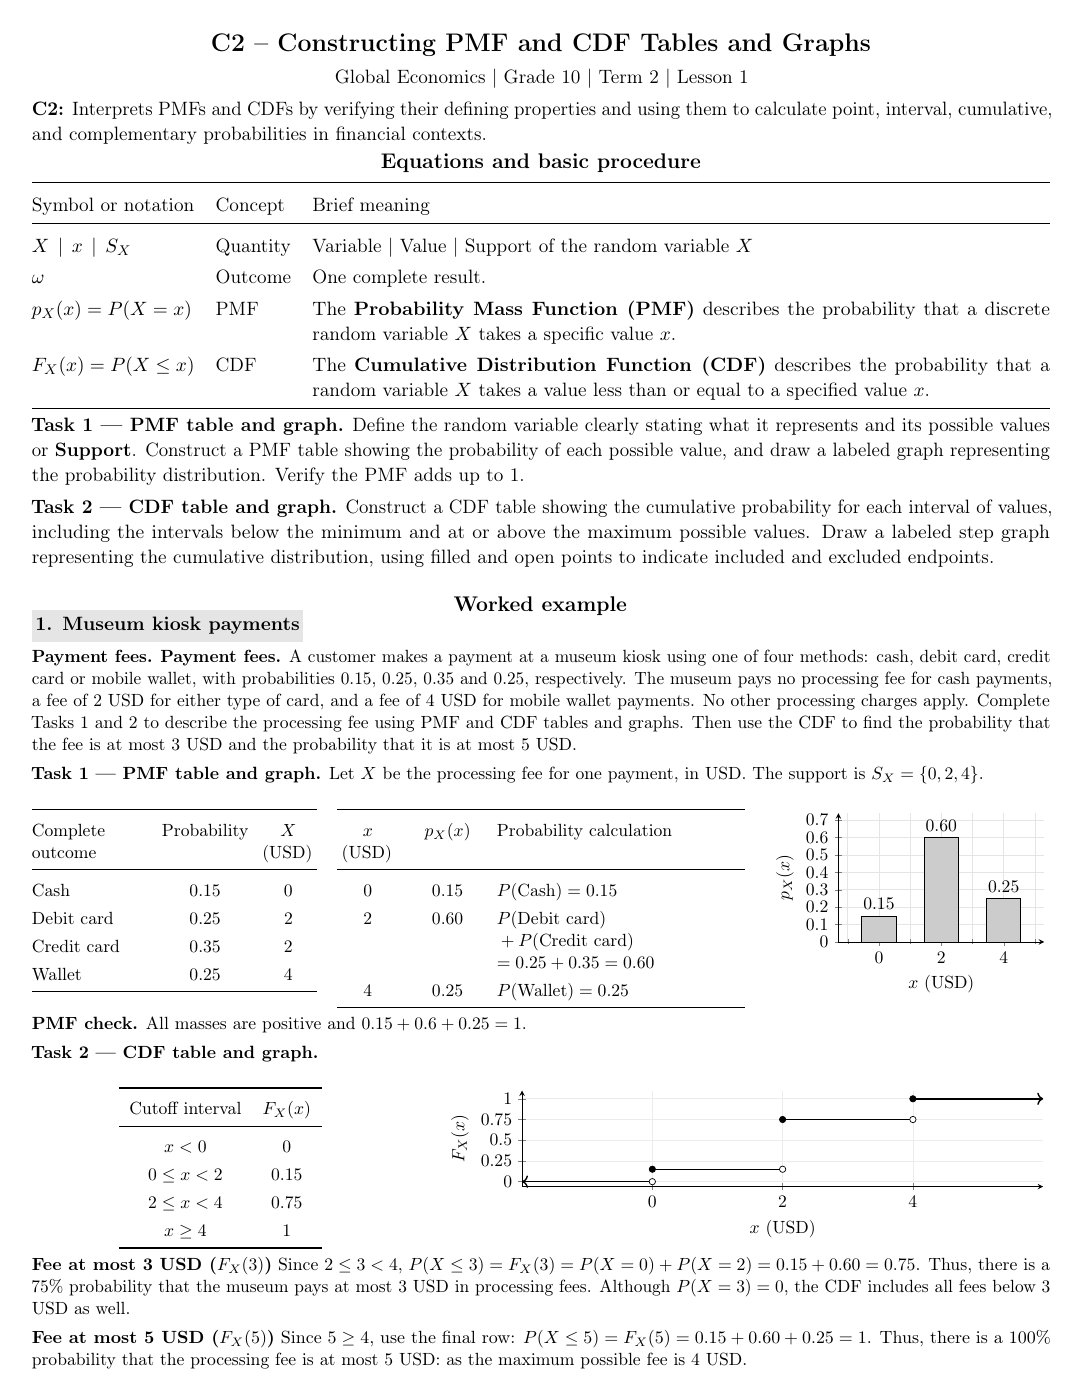 C2 – Constructing PMF and CDF Tables and Graphs
Global Economics | Grade 10 | Term 2 | Lesson 1
C2: Interprets PMFs and CDFs by verifying their defining properties and using them to calculate point, interval, cumulative,
and complementary probabilities in financial contexts.
Equations and basic procedure
Symbol or notation Concept Brief meaning
X | x | S_X Quantity Variable | Value | Support of the random variable X
ω Outcome One complete result.
p_X(x) = P(X = x) PMF The Probability Mass Function (PMF) describes the probability that a discrete
random variable X takes a specific value x.
F_X(x) = P(X ≤ x) CDF The Cumulative Distribution Function (CDF) describes the probability that a
random variable X takes a value less than or equal to a specified value x.
Task 1 — PMF table and graph. Define the random variable clearly stating what it represents and its possible values
or Support. Construct a PMF table showing the probability of each possible value, and draw a labeled graph representing
the probability distribution. Verify the PMF adds up to 1.
Task 2 — CDF table and graph. Construct a CDF table showing the cumulative probability for each interval of values,
including the intervals below the minimum and at or above the maximum possible values. Draw a labeled step graph
representing the cumulative distribution, using filled and open points to indicate included and excluded endpoints.
Worked example
1. Museum kiosk payments
Payment fees. Payment fees. A customer makes a payment at a museum kiosk using one of four methods: cash, debit card, credit
card or mobile wallet, with probabilities 0.15, 0.25, 0.35 and 0.25, respectively. The museum pays no processing fee for cash payments,
a fee of 2 USD for either type of card, and a fee of 4 USD for mobile wallet payments. No other processing charges apply. Complete
Tasks 1 and 2 to describe the processing fee using PMF and CDF tables and graphs. Then use the CDF to find the probability that
the fee is at most 3 USD and the probability that it is at most 5 USD.
Task 1 — PMF table and graph. Let X be the processing fee for one payment, in USD. The support is S_X = {0, 2, 4}.
Complete Probability X
outcome (USD)
Cash 0.15 0
Debit card 0.25 2
Credit card 0.35 2
Wallet 0.25 4
x p_X(x) Probability calculation
(USD)
0 0.15 P(Cash) = 0.15
2 0.60 P(Debit card)
+ P(Credit card)
= 0.25 + 0.35 = 0.60
4 0.25 P(Wallet) = 0.25
p_X(x)
0.7
0.6
0.5
0.4
0.3
0.2
0.1
0
0.15
0.60
0.25
0 2 4
x (USD)
PMF check. All masses are positive and 0.15 + 0.6 + 0.25 = 1.
Task 2 — CDF table and graph.
Cutoff interval F_X(x)
x < 0 0
0 ≤ x < 2 0.15
2 ≤ x < 4 0.75
x ≥ 4 1
F_X(x)
1
0.75
0.5
0.25
0
0 2 4
x (USD)
Fee at most 3 USD (F_X(3)) Since 2 ≤ 3 < 4, P(X ≤ 3) = F_X(3) = P(X = 0) + P(X = 2) = 0.15 + 0.60 = 0.75. Thus, there is a
75% probability that the museum pays at most 3 USD in processing fees. Although P(X = 3) = 0, the CDF includes all fees below 3
USD as well.
Fee at most 5 USD (F_X(5)) Since 5 ≥ 4, use the final row: P(X ≤ 5) = F_X(5) = 0.15 + 0.60 + 0.25 = 1. Thus, there is a 100%
probability that the processing fee is at most 5 USD: as the maximum possible fee is 4 USD.